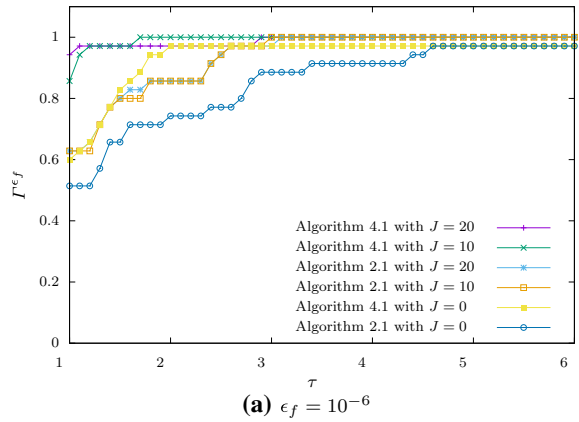 1
0.8
0.6
0.4
0.2
0
Γ^{ϵ_f}
Algorithm 4.1 with J = 20
Algorithm 4.1 with J = 10
Algorithm 2.1 with J = 20
Algorithm 2.1 with J = 10
Algorithm 4.1 with J = 0
Algorithm 2.1 with J = 0
1 2 3 4 5 6
τ
(a) ϵ_f = 10^{-6}